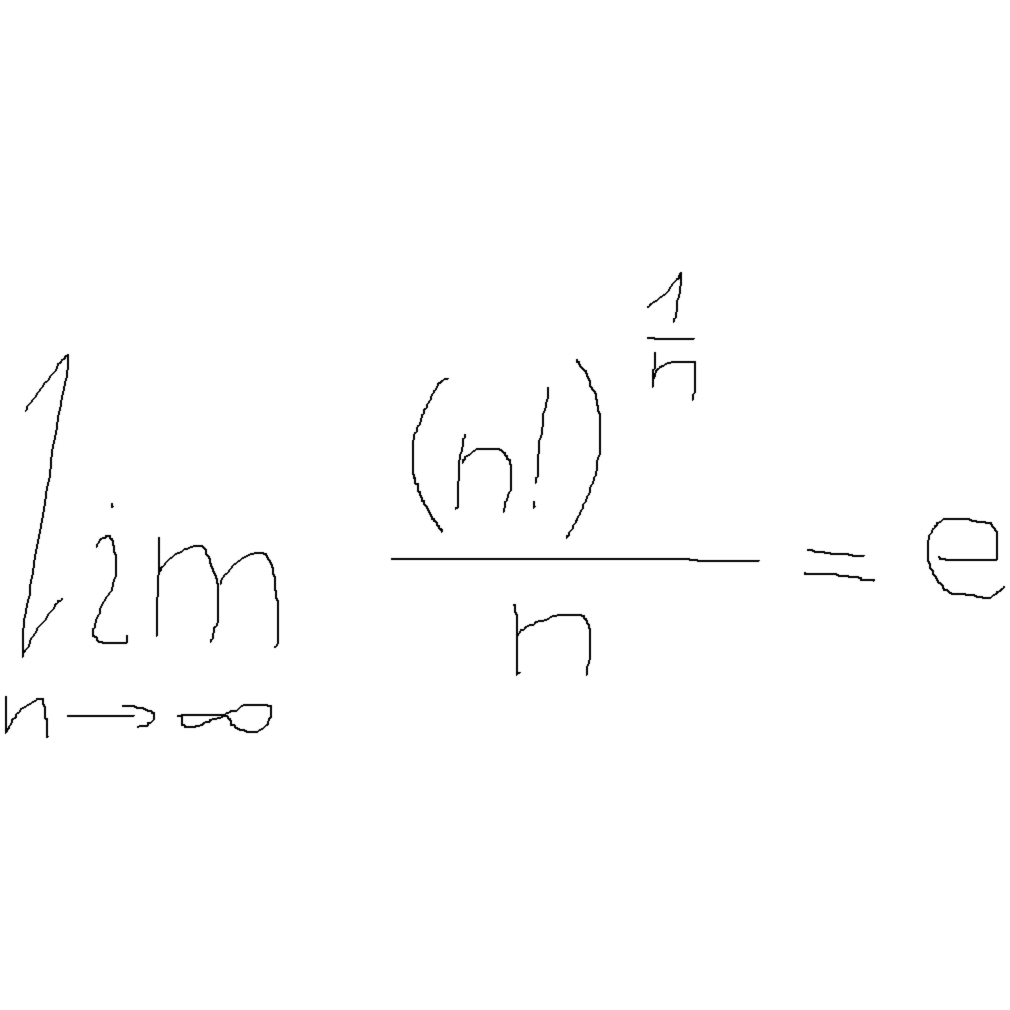 lim (n!)^(1/n) / n = e
n→∞